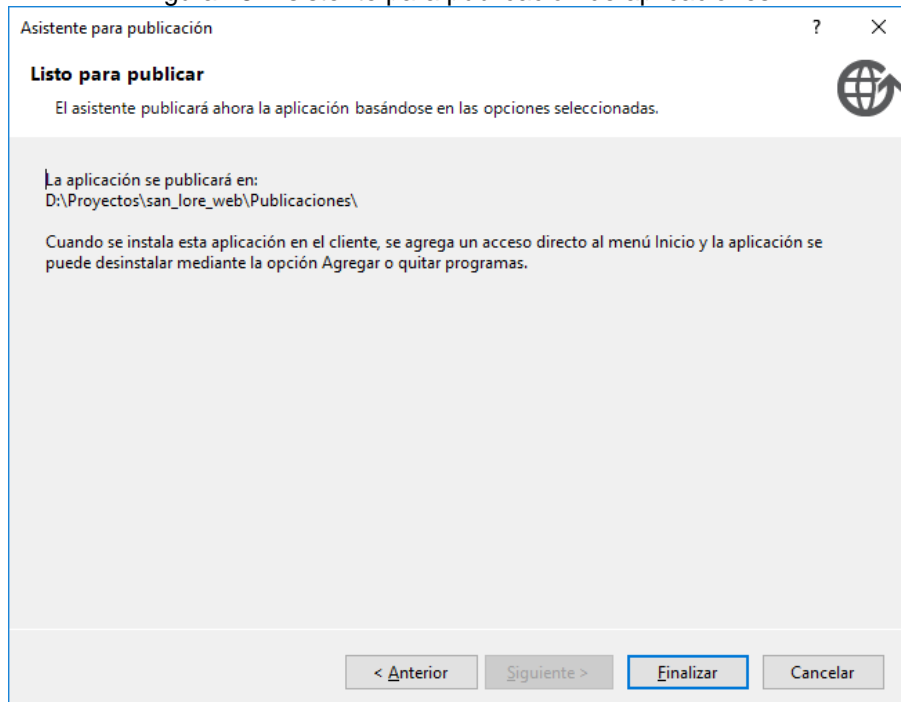 Asistente para publicación ? ×
Listo para publicar
El asistente publicará ahora la aplicación basándose en las opciones seleccionadas.
La aplicación se publicará en:
D:\Proyectos\san_lore_web\Publicaciones\
Cuando se instala esta aplicación en el cliente, se agrega un acceso directo al menú Inicio y la aplicación se
puede desinstalar mediante la opción Agregar o quitar programas.
< Anterior Siguiente > Finalizar Cancelar